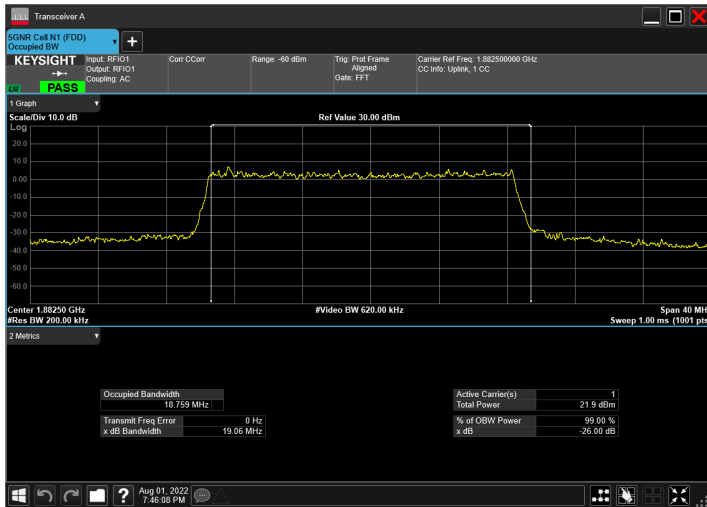 Transceiver A
5GNR Cell N1 (FDD)
Occupied BW
KEYSIGHT
LXI
PASS
Input: RFIO1
Output: RFIO1
Coupling: AC
Corr CCorr
Range: -60 dBm
Trig: Prot Frame
Aligned
Gate: FFT
Carrier Ref Freq: 1.882500000 GHz
CC Info: Uplink, 1 CC
1 Graph
Scale/Div 10.0 dB
Ref Value 30.00 dBm
Log
20.0
10.0
0.00
-10.0
-20.0
-30.0
-40.0
-50.0
-60.0
Center 1.88250 GHz
#Video BW 620.00 kHz
Span 40 MH
#Res BW 200.00 kHz
Sweep 1.00 ms (1001 pts
2 Metrics
Occupied Bandwidth
18.759 MHz
Transmit Freq Error 0 Hz
x dB Bandwidth 19.06 MHz
Active Carrier(s) 1
Total Power 21.9 dBm
% of OBW Power 99.00 %
x dB -26.00 dB
?
Aug 01, 2022
7:46:08 PM